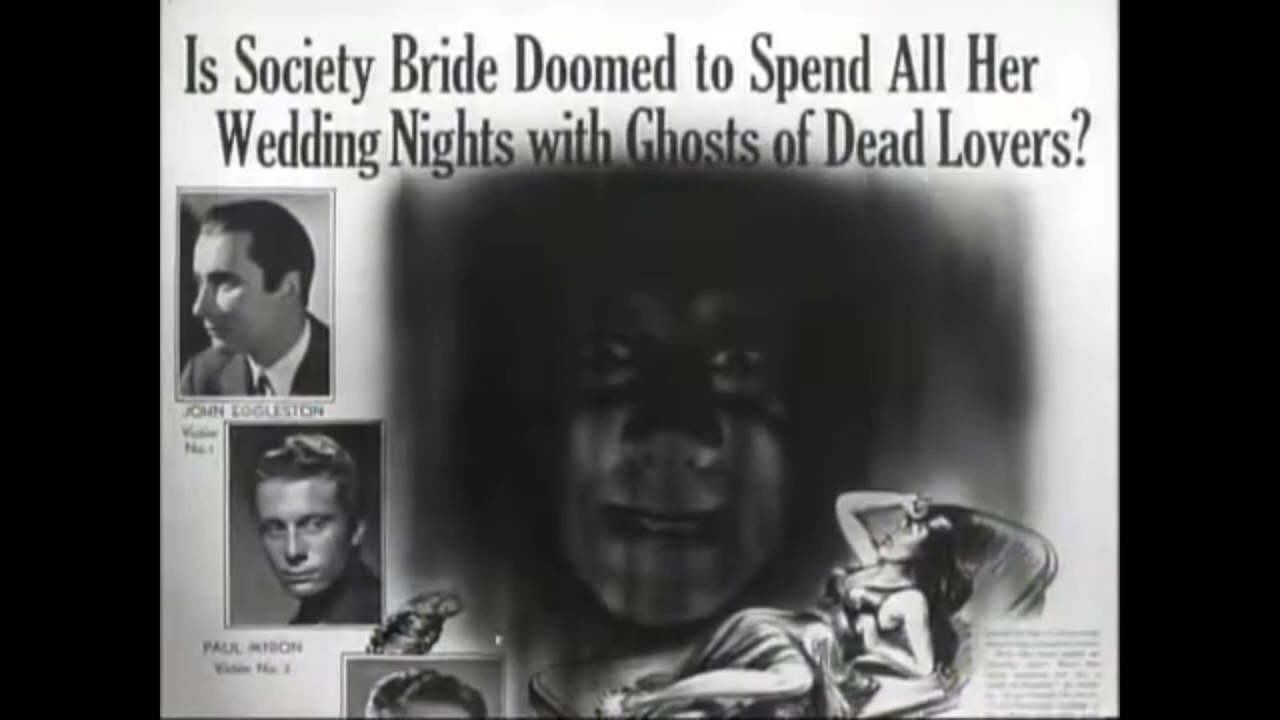 Is Society Bride Doomed to Spend All Her
Wedding Nights with Ghosts of Dead Lovers?
JOHN EGGLESTON
Victim
No. 1
PAUL MYRON
Victim No. 2